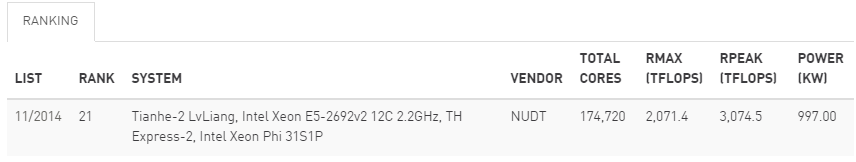 RANKING
LIST RANK SYSTEM VENDOR TOTAL CORES RMAX (TFLOPS) RPEAK (TFLOPS) POWER (KW)
11/2014 21 Tianhe-2 LvLiang, Intel Xeon E5-2692v2 12C 2.2GHz, TH NUDT 174,720 2,071.4 3,074.5 997.00
Express-2, Intel Xeon Phi 31S1P